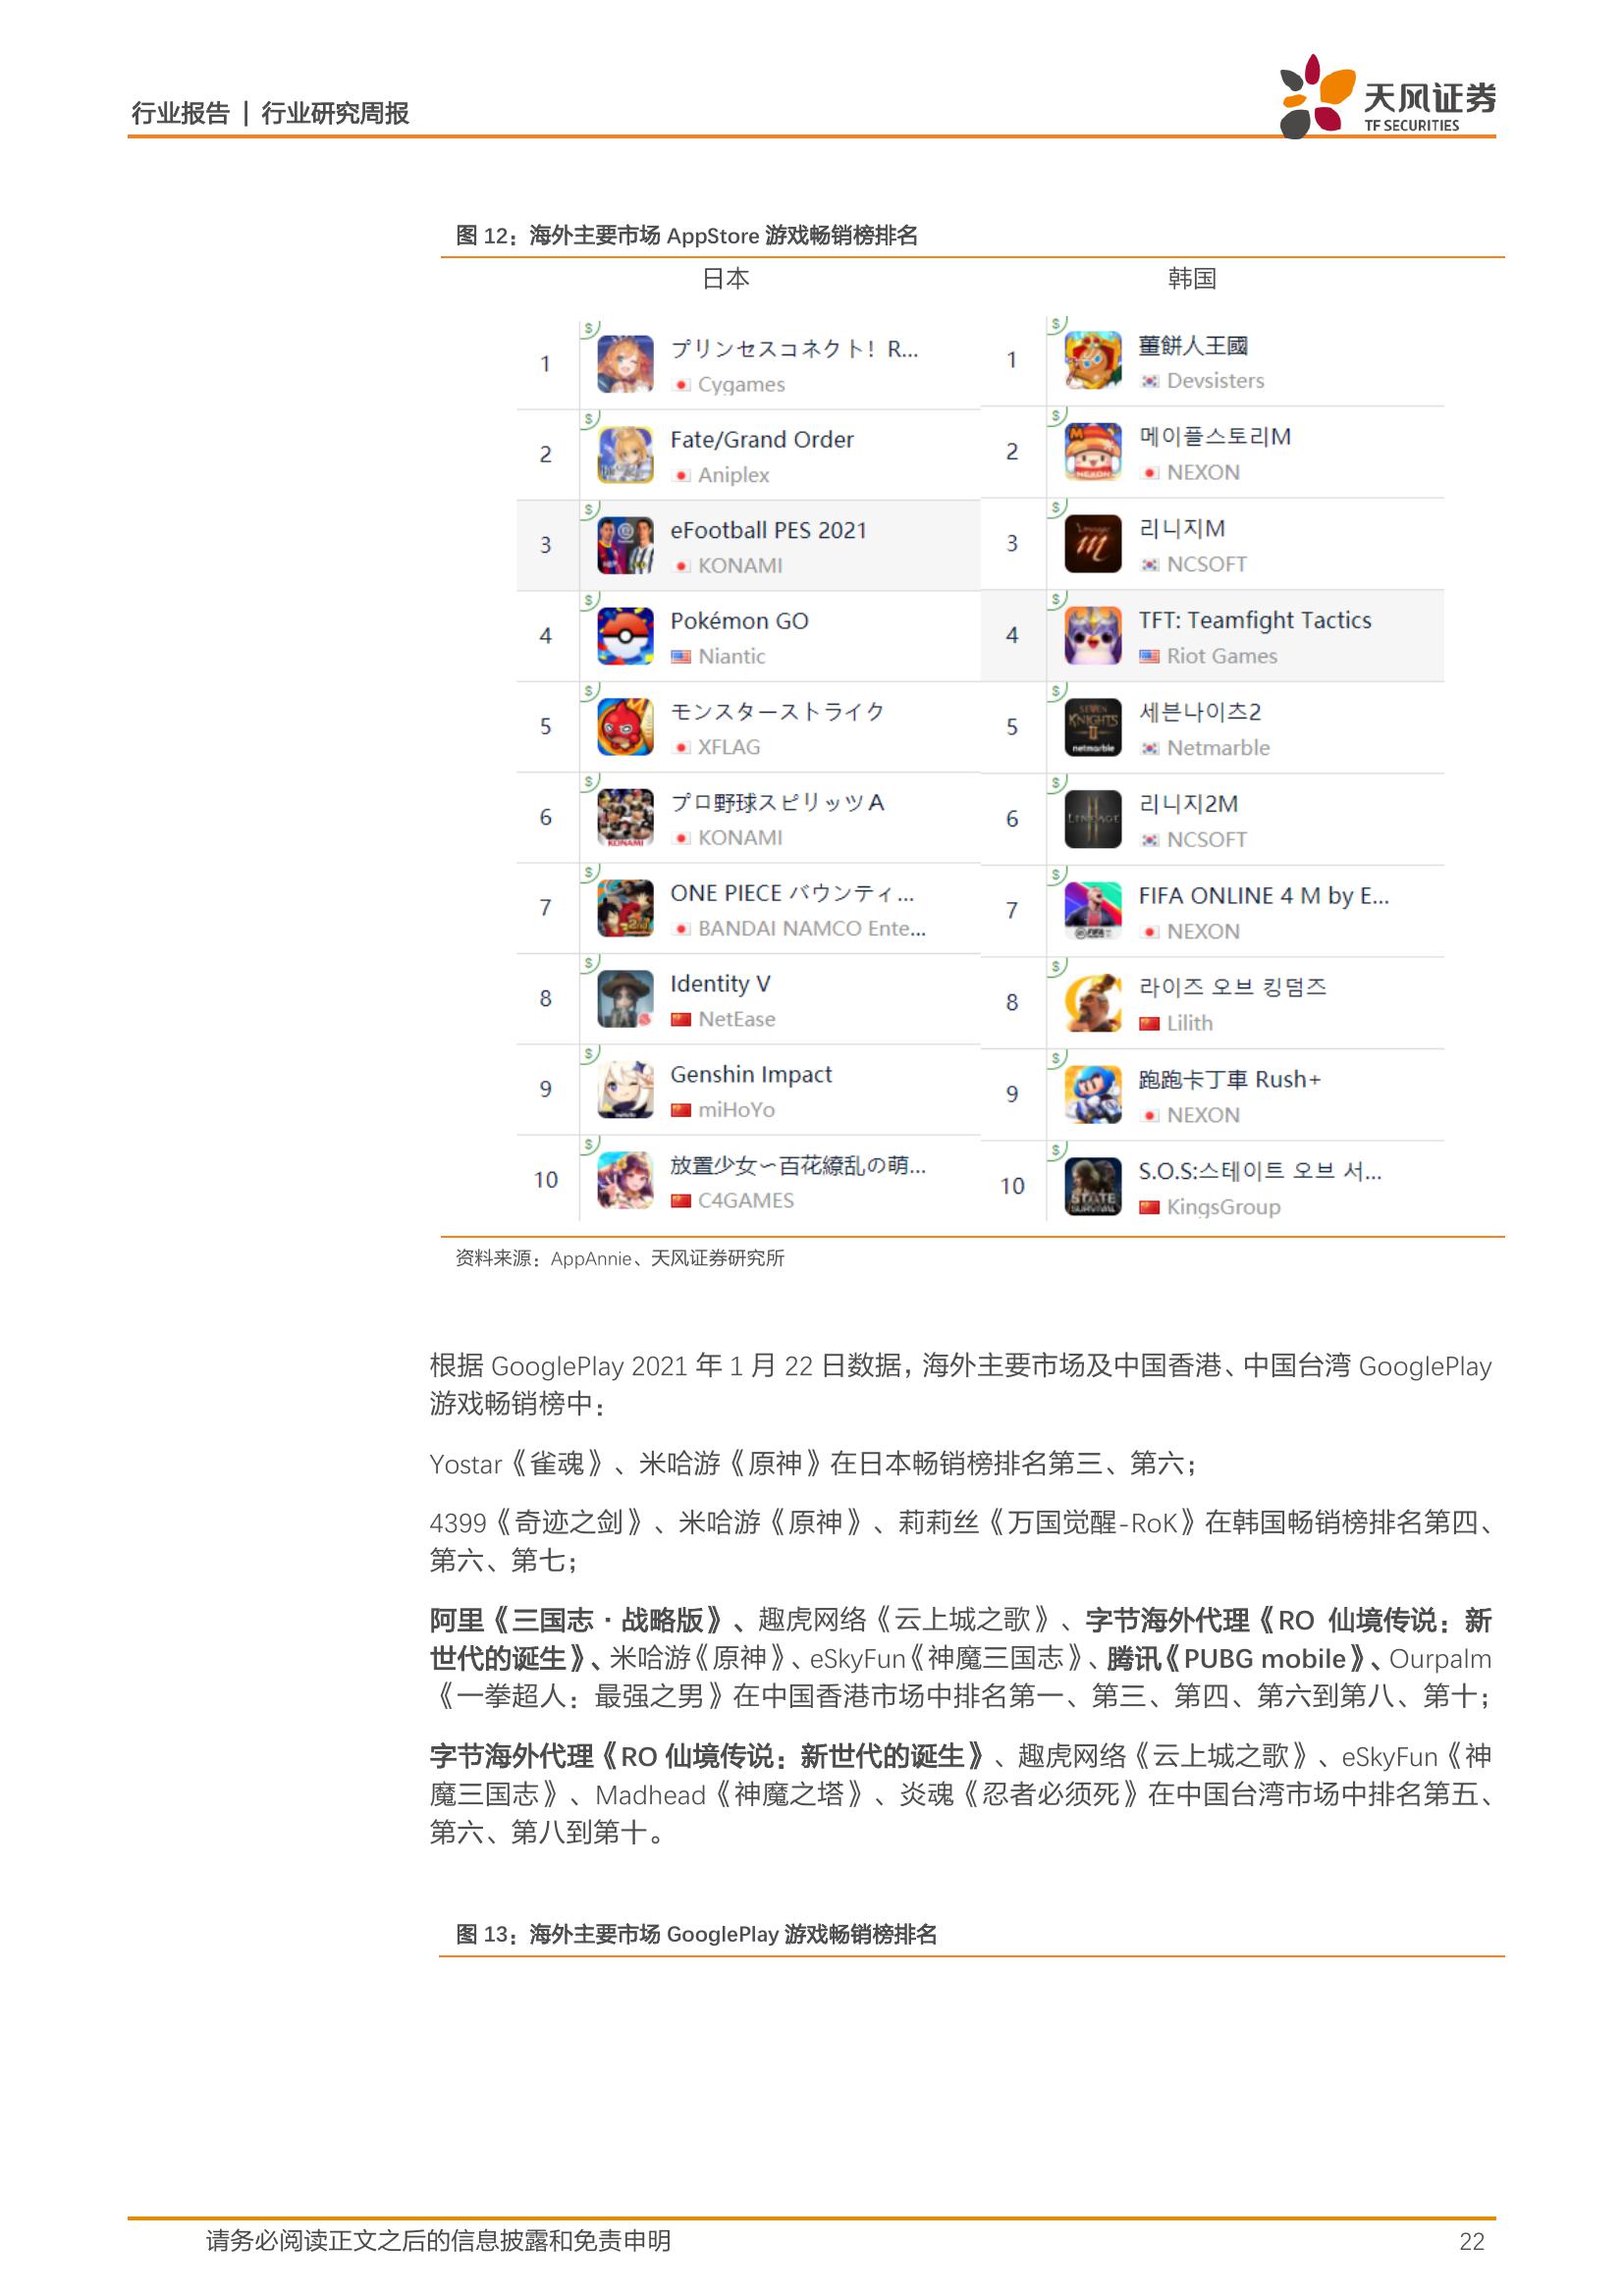 行业报告 | 行业研究周报
天风证券
TF SECURITIES
图 12：海外主要市场 AppStore 游戏畅销榜排名
日本
韩国
1
プリンセスコネクト！R...
Cygames
2
Fate/Grand Order
Aniplex
3
eFootball PES 2021
KONAMI
4
Pokémon GO
Niantic
5
モンスターストライク
XFLAG
6
プロ野球スピリッツＡ
KONAMI
7
ONE PIECE バウンティ...
BANDAI NAMCO Ente...
8
Identity V
NetEase
9
Genshin Impact
miHoYo
10
放置少女〜百花繚乱の萌...
C4GAMES
1
薑餅人王國
Devsisters
2
메이플스토리M
NEXON
3
리니지M
NCSOFT
4
TFT: Teamfight Tactics
Riot Games
5
세븐나이츠2
Netmarble
6
리니지2M
NCSOFT
7
FIFA ONLINE 4 M by E...
NEXON
8
라이즈 오브 킹덤즈
Lilith
9
跑跑卡丁車 Rush+
NEXON
10
S.O.S:스테이트 오브 서...
KingsGroup
资料来源：AppAnnie、天风证券研究所
根据 GooglePlay 2021 年 1 月 22 日数据，海外主要市场及中国香港、中国台湾 GooglePlay
游戏畅销榜中：
Yostar《雀魂》、米哈游《原神》在日本畅销榜排名第三、第六；
4399《奇迹之剑》、米哈游《原神》、莉莉丝《万国觉醒-RoK》在韩国畅销榜排名第四、
第六、第七；
阿里《三国志·战略版》、趣虎网络《云上城之歌》、字节海外代理《RO 仙境传说：新
世代的诞生》、米哈游《原神》、eSkyFun《神魔三国志》、腾讯《PUBG mobile》、Ourpalm
《一拳超人：最强之男》在中国香港市场中排名第一、第三、第四、第六到第八、第十；
字节海外代理《RO 仙境传说：新世代的诞生》、趣虎网络《云上城之歌》、eSkyFun《神
魔三国志》、Madhead《神魔之塔》、炎魂《忍者必须死》在中国台湾市场中排名第五、
第六、第八到第十。
图 13：海外主要市场 GooglePlay 游戏畅销榜排名
请务必阅读正文之后的信息披露和免责申明
22